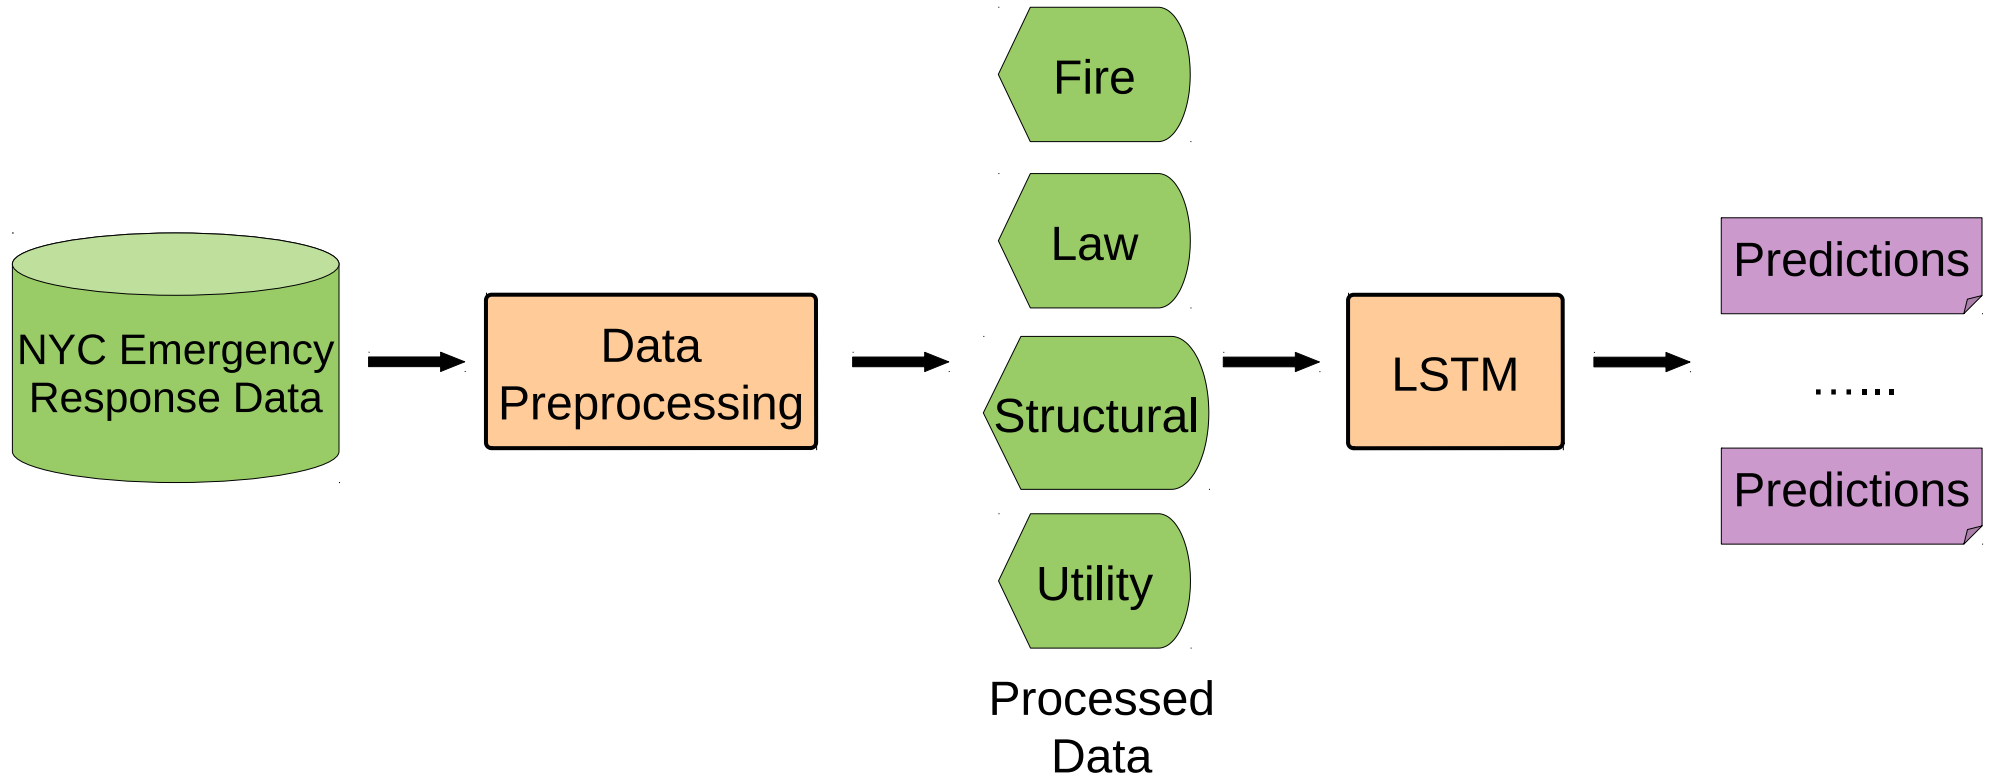 NYC Emergency
Response Data
Data
Preprocessing
Fire
Law
Structural
Utility
Processed
Data
LSTM
Predictions
......
Predictions